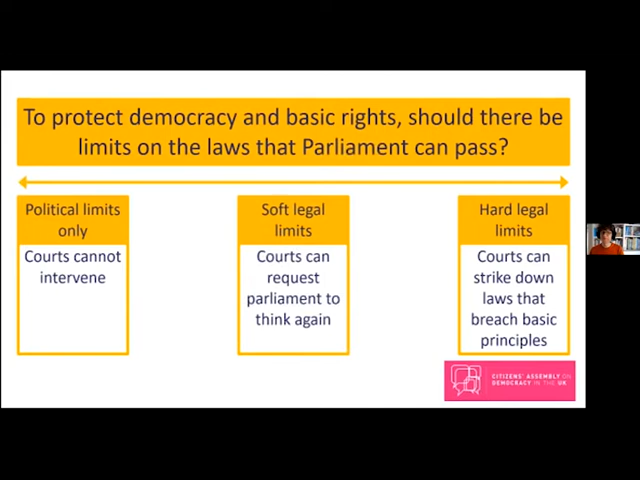 To protect democracy and basic rights, should there be
limits on the laws that Parliament can pass?
Political limits
only
Courts cannot
intervene
Soft legal
limits
Courts can
request
parliament to
think again
Hard legal
limits
Courts can
strike down
laws that
breach basic
principles
CITIZENS' ASSEMBLY ON
DEMOCRACY IN THE UK